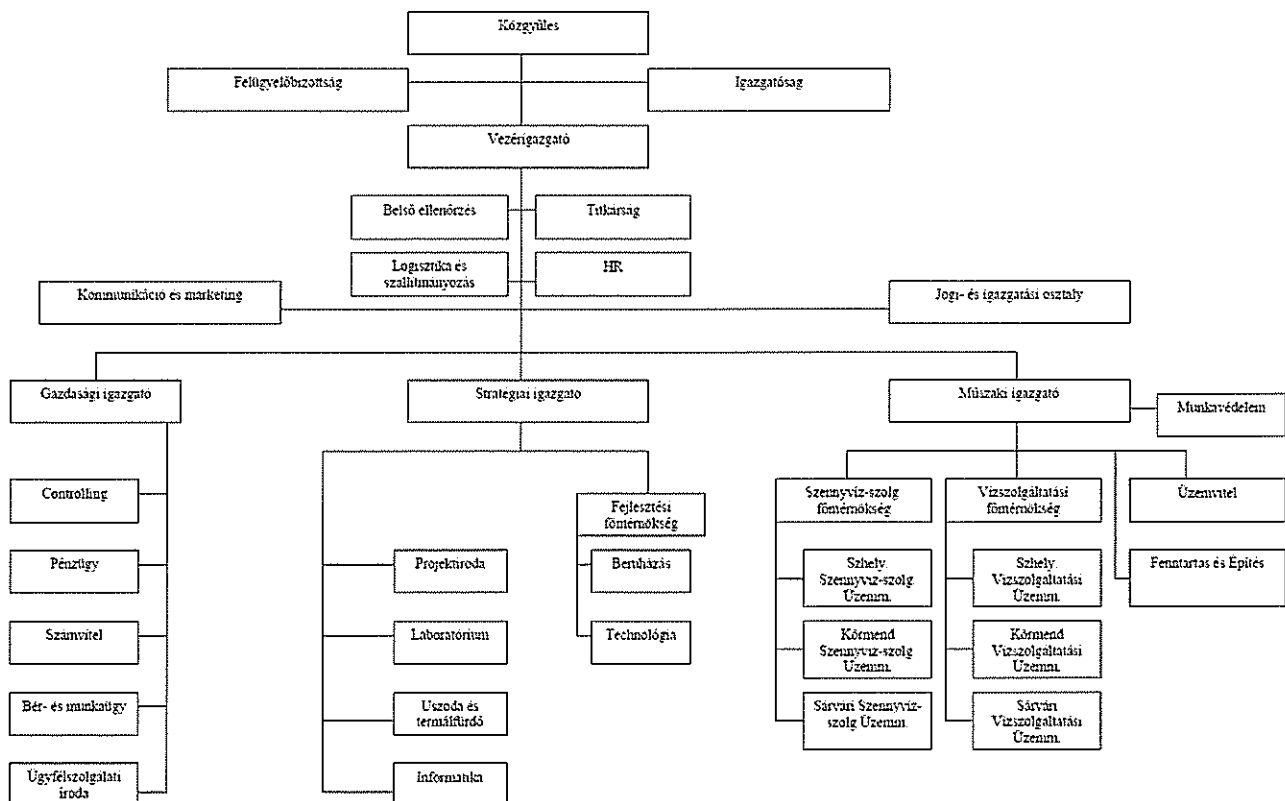 Közgyűlés
Felügyelőbizottság
Igazgatóság
Vezérigazgató
Belső ellenőrzés
Titkárság
Logisztika és
szállítmányozás
HR
Kommunikáció és marketing
Jogi- és igazgatási osztály
Gazdasági igazgató
Stratégiai igazgató
Műszaki igazgató
Munkavédelem
Controlling
Pénzügy
Számvitel
Bér- és munkaügy
Ügyfélszolgálati
iroda
Projektiroda
Laboratórium
Uszoda és
termálfürdő
Informatika
Fejlesztési
főmérnökség
Beruházás
Technológia
Szennyvíz-szolg
főmérnökség
Szhely.
Szennyvíz-szolg.
Üzemm.
Körmend
Szennyvíz-szolg
Üzemm.
Sárvári Szennyvíz-
szolg Üzemm.
Vízszolgáltatási
főmérnökség
Szhely.
Vízszolgáltatási
Üzemm.
Körmend
Vízszolgáltatási
Üzemm.
Sárvári
Vízszolgáltatási
Üzemm.
Üzemvitel
Fenntartás és Építés